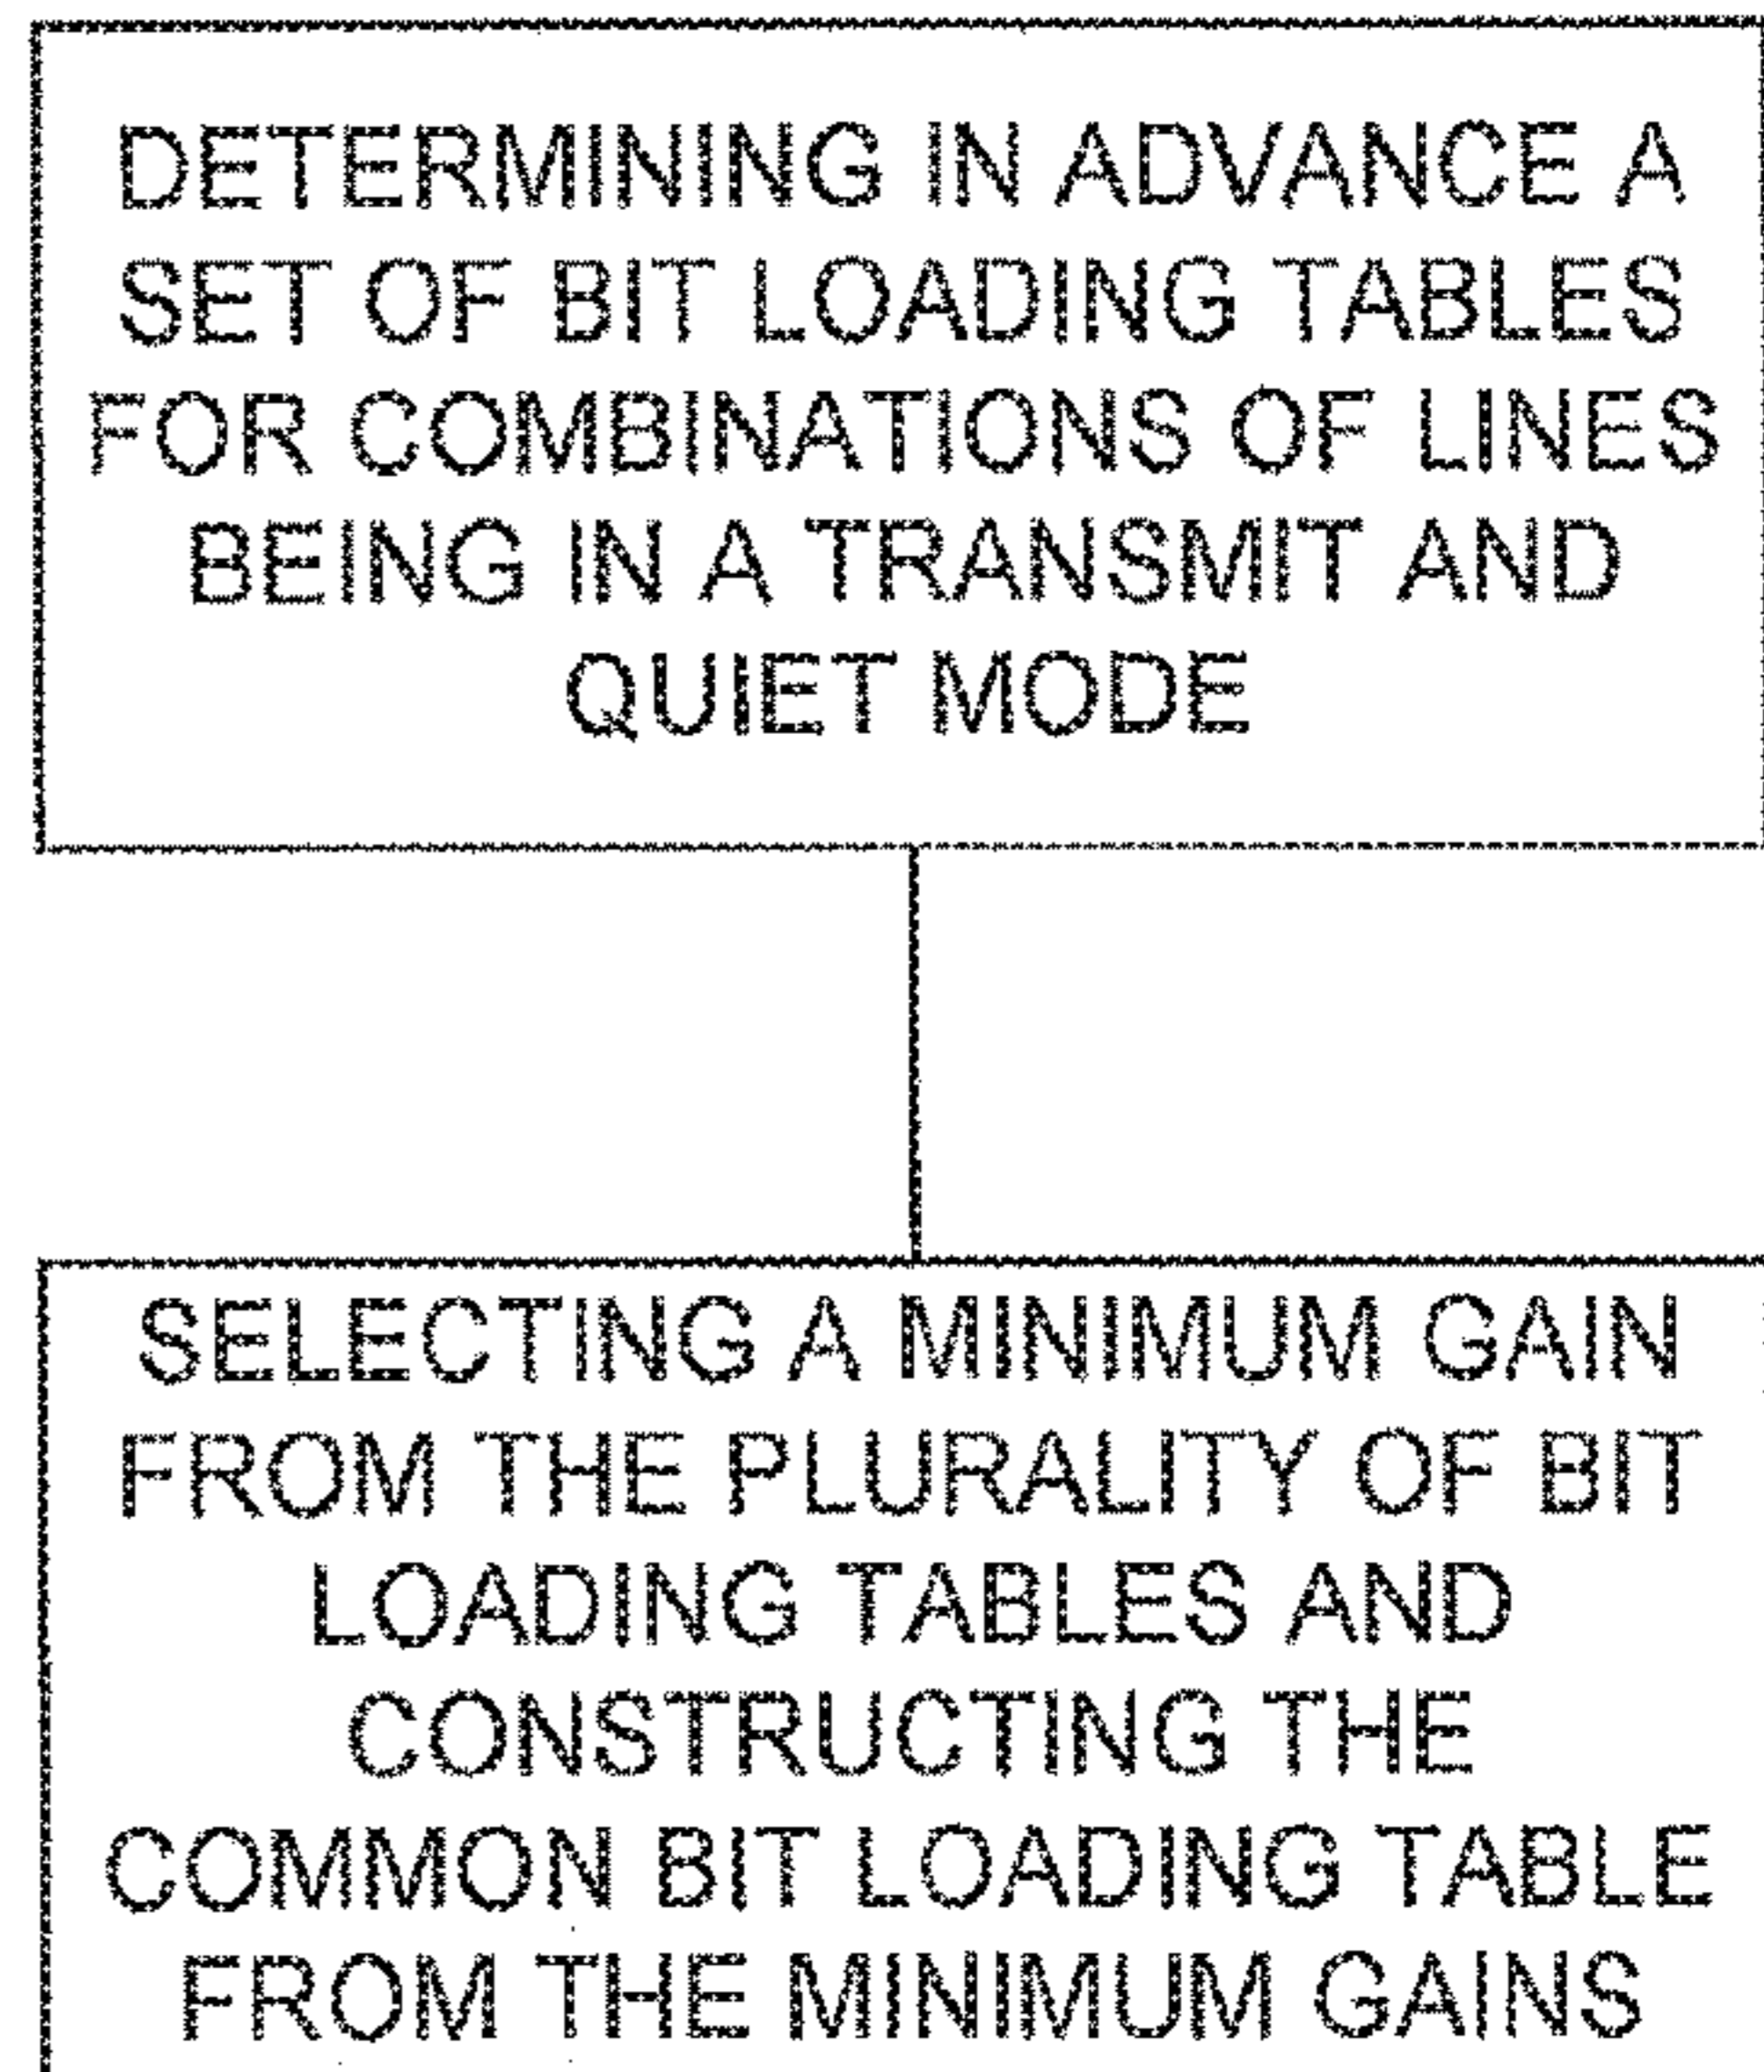 DETERMINING IN ADVANCE A
SET OF BIT LOADING TABLES
FOR COMBINATIONS OF LINES
BEING IN A TRANSMIT AND
QUIET MODE
SELECTING A MINIMUM GAIN
FROM THE PLURALITY OF BIT
LOADING TABLES AND
CONSTRUCTING THE
COMMON BIT LOADING TABLE
FROM THE MINIMUM GAINS